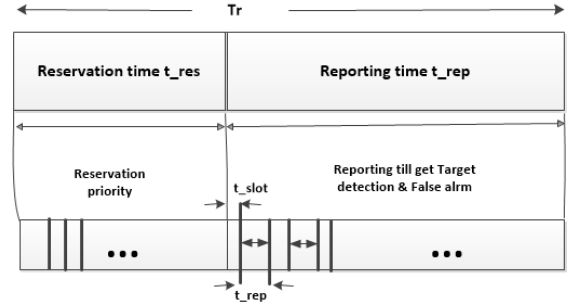 Tr
Reservation time t_res
Reporting time t_rep
Reservation
priority
Reporting till get Target
detection & False alrm
t_slot
...
...
t_rep